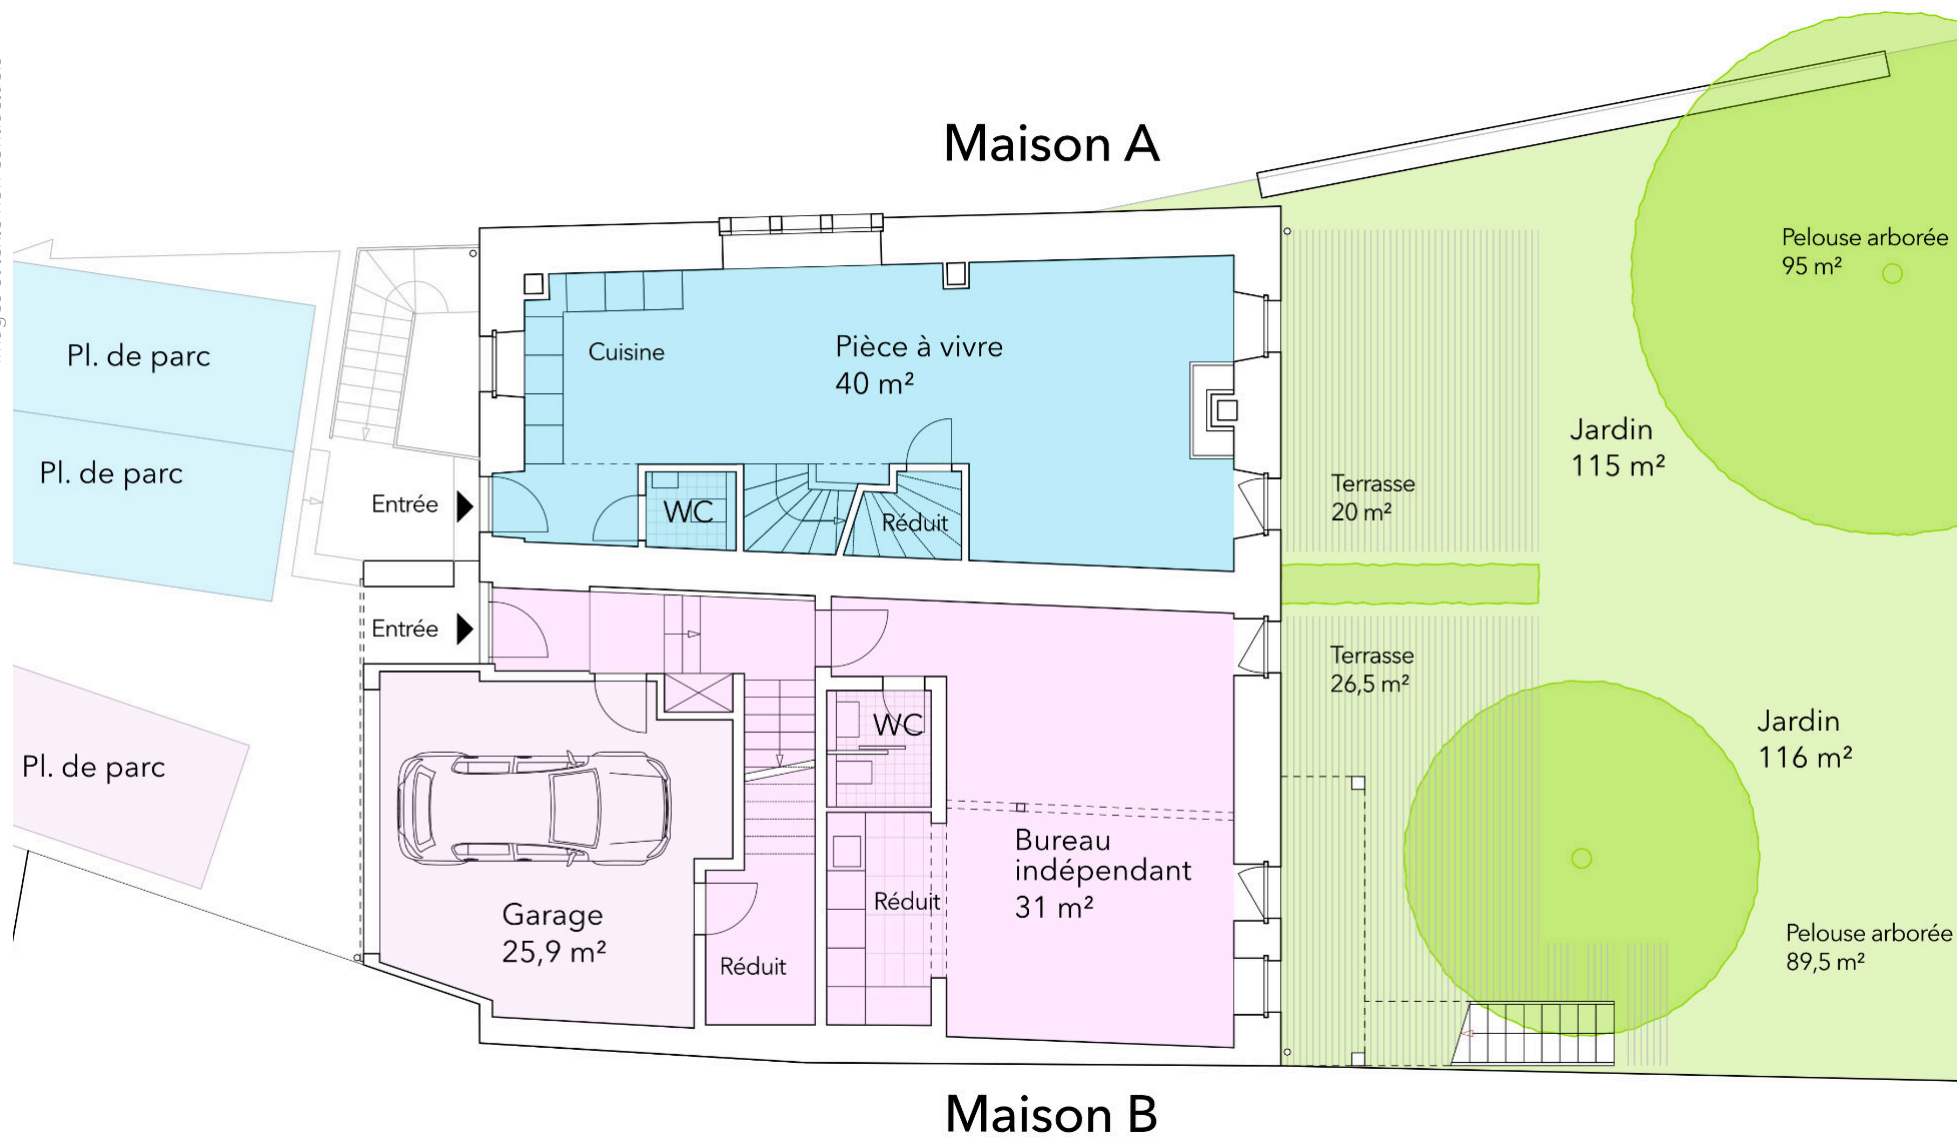 Maison A
Pelouse arborée
95 m²
Pl. de parc
Cuisine
Pièce à vivre
40 m²
Jardin
115 m²
Pl. de parc
Entrée
WC
Réduit
Terrasse
20 m²
Entrée
Terrasse
26,5 m²
Pl. de parc
WC
Jardin
116 m²
Bureau
indépendant
31 m²
Garage
25,9 m²
Réduit
Réduit
Pelouse arborée
89,5 m²
Maison B